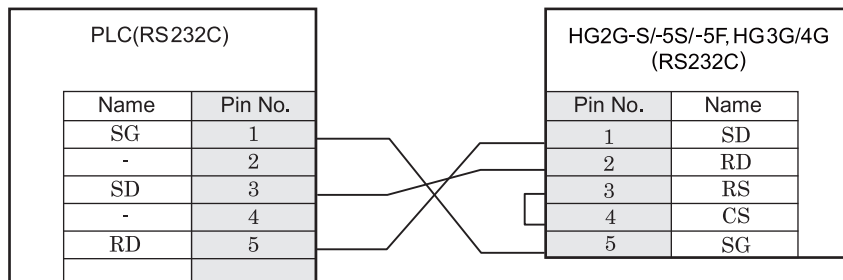 PLC(RS232C)
Name Pin No.
SG 1
- 2
SD 3
- 4
RD 5
HG2G-S/-5S/-5F, HG3G/4G
(RS232C)
Pin No. Name
1 SD
2 RD
3 RS
4 CS
5 SG